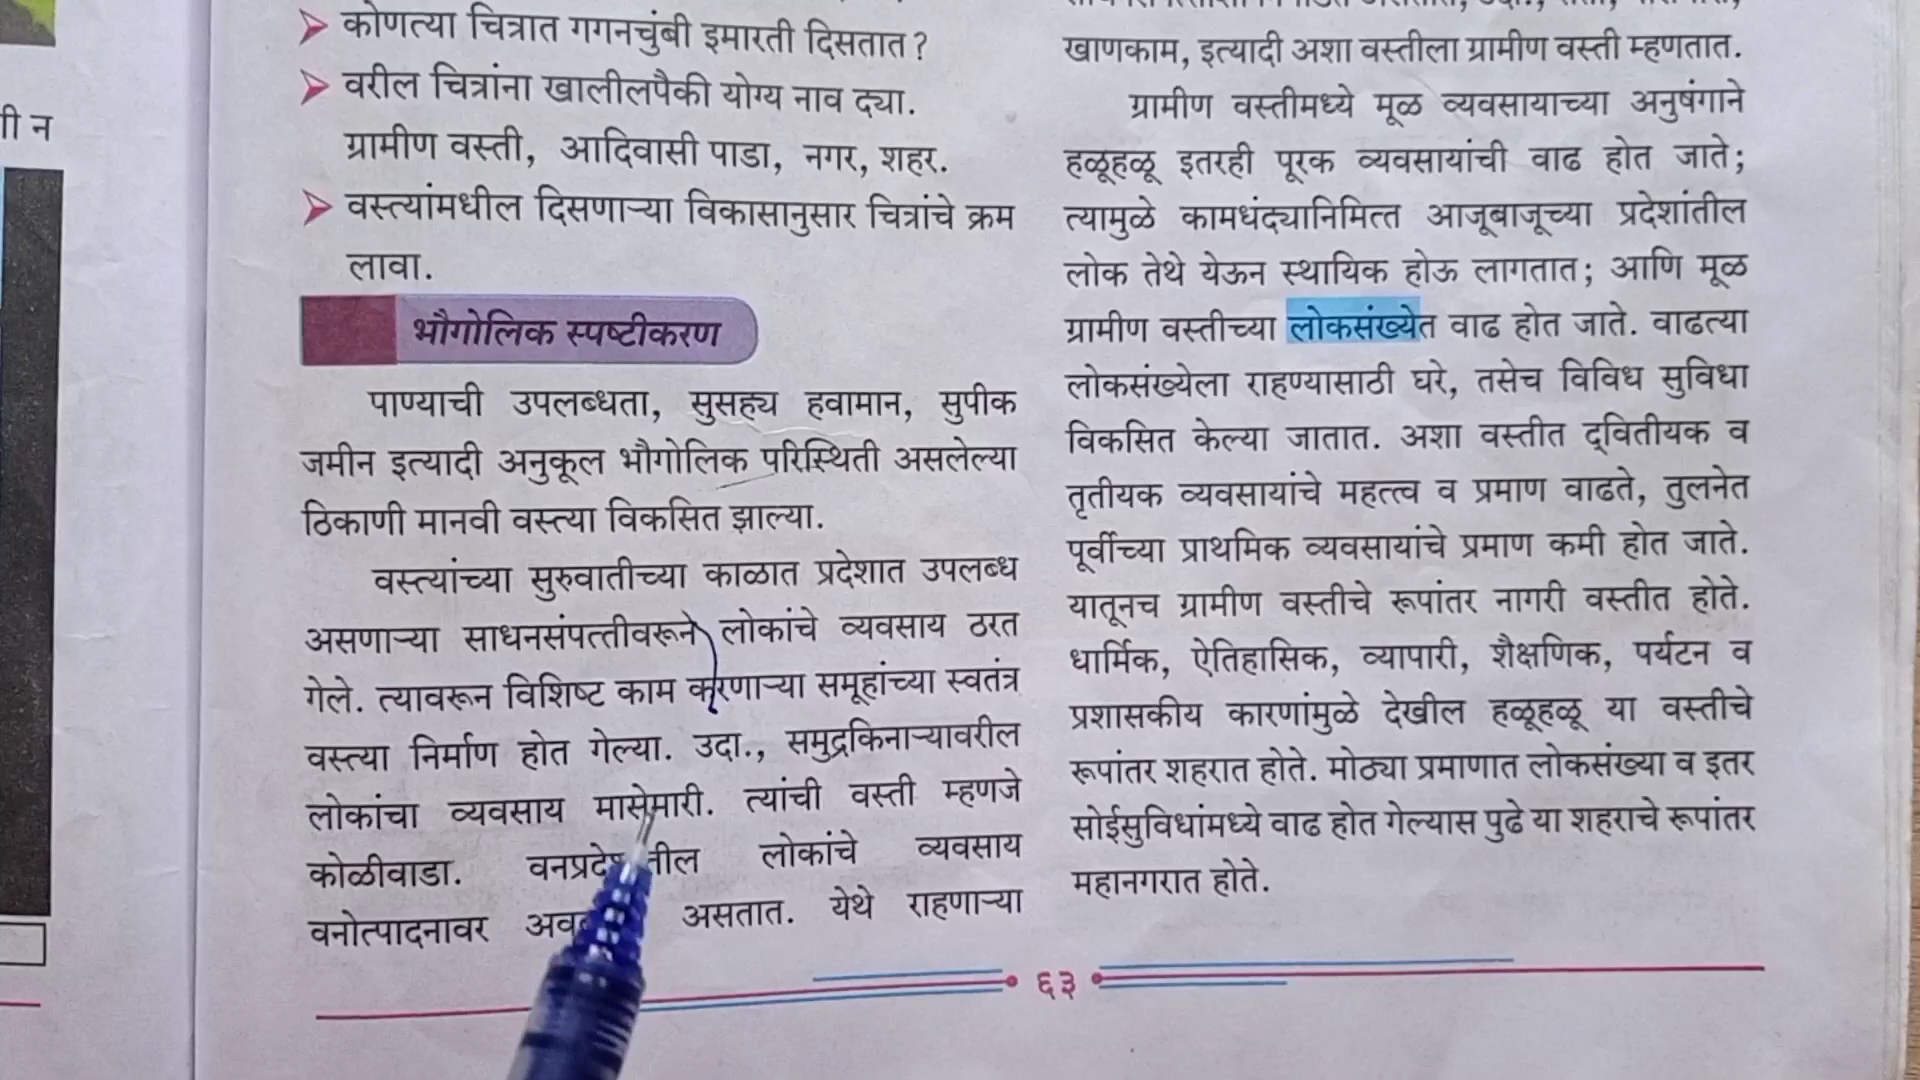 कोणत्या चित्रात गगनचुंबी इमारती दिसतात ?
वरील चित्रांना खालीलपैकी योग्य नाव द्या.
ग्रामीण वस्ती, आदिवासी पाडा, नगर, शहर.
वस्त्यांमधील दिसणाऱ्या विकासानुसार चित्रांचे क्रम
लावा.
भौगोलिक स्पष्टीकरण
पाण्याची उपलब्धता, सुसह्य हवामान, सुपीक
जमीन इत्यादी अनुकूल भौगोलिक परिस्थिती असलेल्या
ठिकाणी मानवी वस्त्या विकसित झाल्या.
वस्त्यांच्या सुरुवातीच्या काळात प्रदेशात उपलब्ध
असणाऱ्या साधनसंपत्तीवरून लोकांचे व्यवसाय ठरत
गेले. त्यावरून विशिष्ट काम करणाऱ्या समूहांच्या स्वतंत्र
वस्त्या निर्माण होत गेल्या. उदा., समुद्रकिनाऱ्यावरील
लोकांचा व्यवसाय मासेमारी. त्यांची वस्ती म्हणजे
कोळीवाडा. लोकांचे व्यवसाय
वनोत्पादनावर असतात. येथे राहणाऱ्या
खाणकाम, इत्यादी अशा वस्तीला ग्रामीण वस्ती म्हणतात.
ग्रामीण वस्तीमध्ये मूळ व्यवसायाच्या अनुषंगाने
हळूहळू इतरही पूरक व्यवसायांची वाढ होत जाते;
त्यामुळे कामधंद्यानिमित्त आजूबाजूच्या प्रदेशांतील
लोक तेथे येऊन स्थायिक होऊ लागतात; आणि मूळ
ग्रामीण वस्तीच्या लोकसंख्येत वाढ होत जाते. वाढत्या
लोकसंख्येला राहण्यासाठी घरे, तसेच विविध सुविधा
विकसित केल्या जातात. अशा वस्तीत द्‌वितीयक व
तृतीयक व्यवसायांचे महत्त्व व प्रमाण वाढते, तुलनेत
पूर्वीच्या प्राथमिक व्यवसायांचे प्रमाण कमी होत जाते.
यातूनच ग्रामीण वस्तीचे रूपांतर नागरी वस्तीत होते.
धार्मिक, ऐतिहासिक, व्यापारी, शैक्षणिक, पर्यटन व
प्रशासकीय कारणांमुळे देखील हळूहळू या वस्तीचे
रूपांतर शहरात होते. मोठ्या प्रमाणात लोकसंख्या व इतर
सोईसुविधांमध्ये वाढ होत गेल्यास पुढे या शहराचे रूपांतर
महानगरात होते.
६३